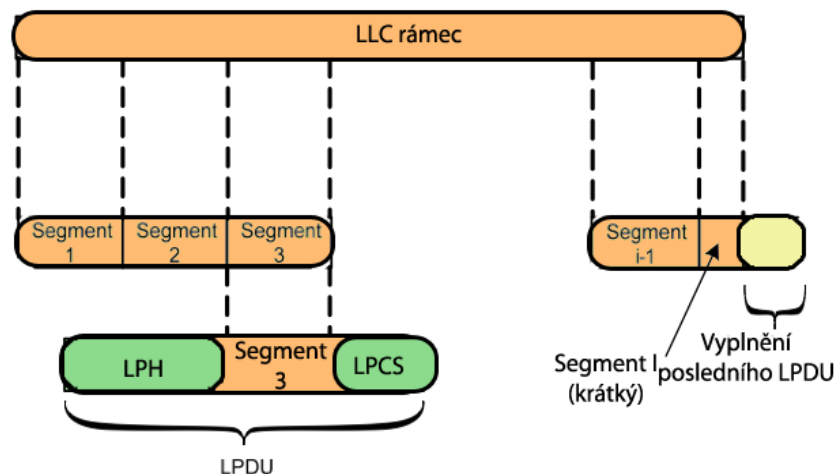 LLC rámec
Segment
1
Segment
2
Segment
3
Segment
i-1
LPH
Segment
3
LPCS
LPDU
Segment I
(krátký)
Vyplnění
posledního LPDU